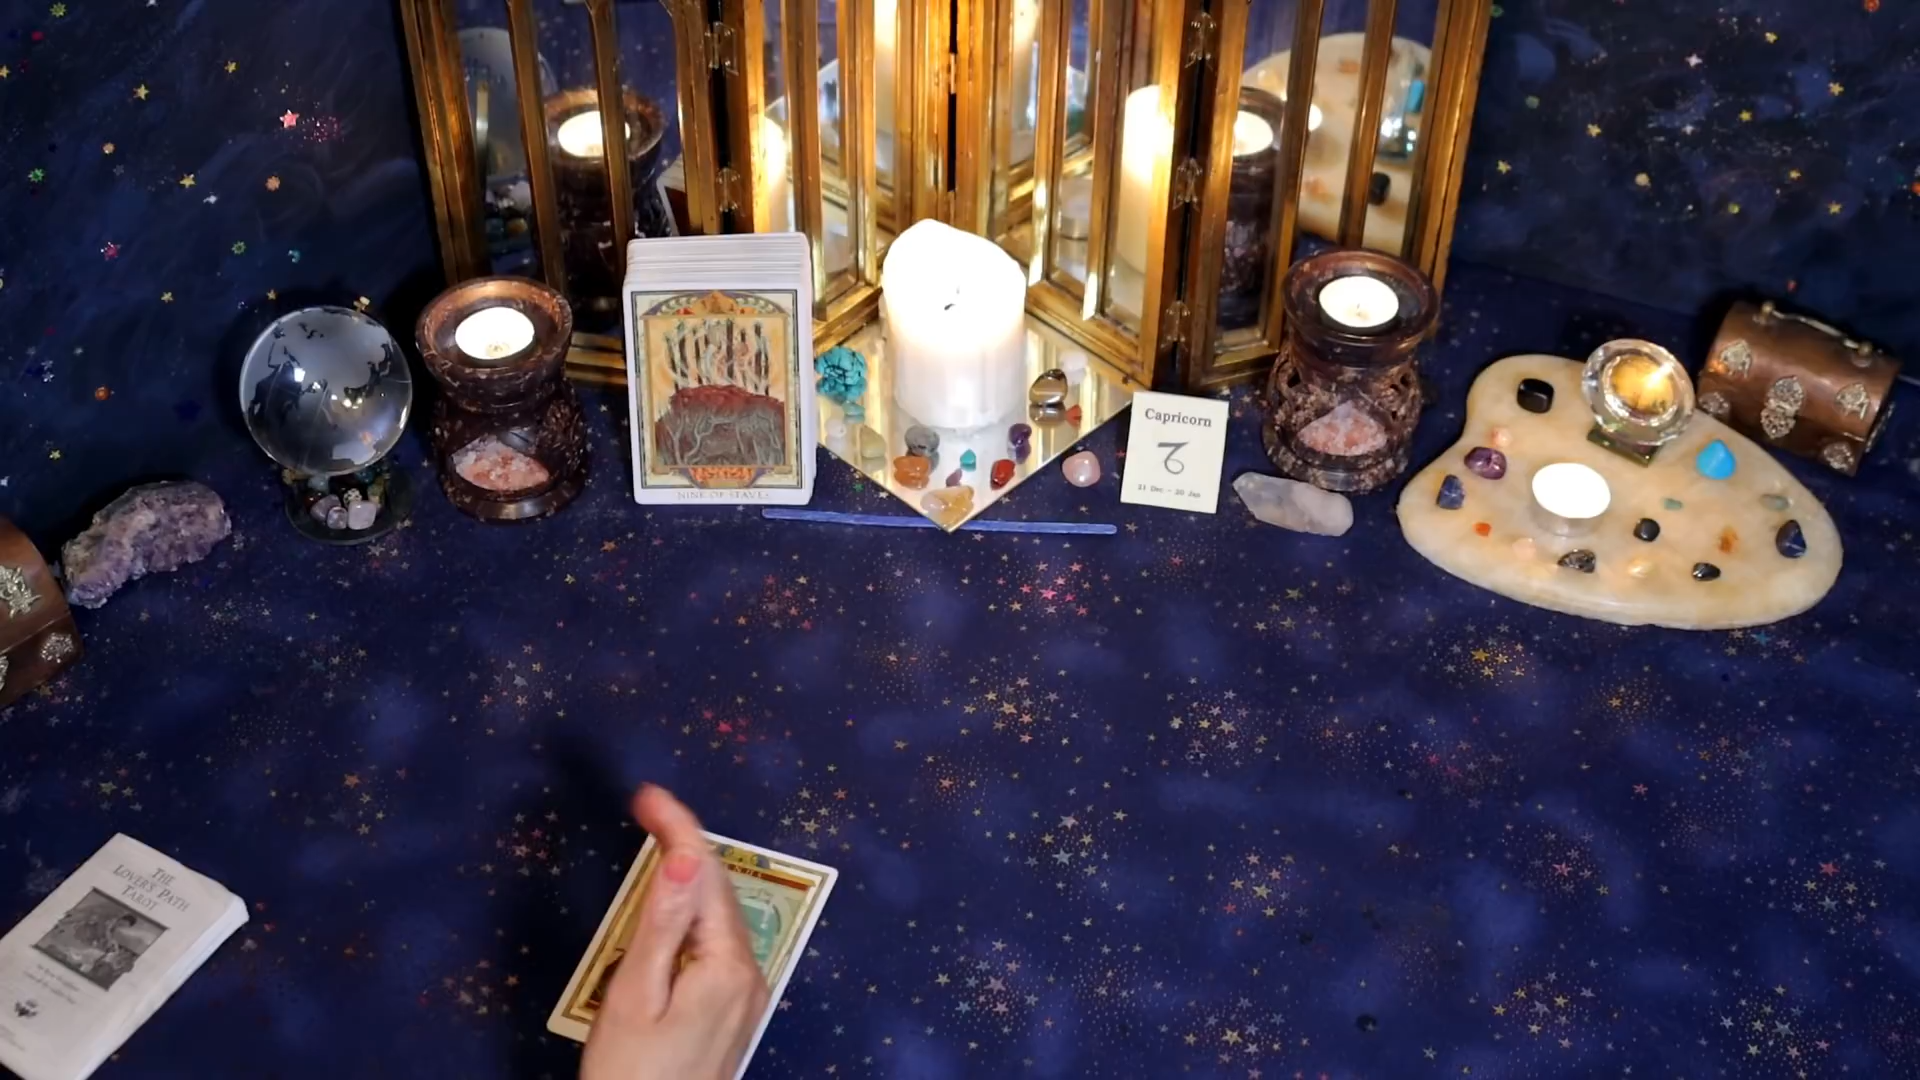 NINE OF STAVES
Capricorn
21 Dec - 20 Jan
THE
LOVER'S PATH
TAROT